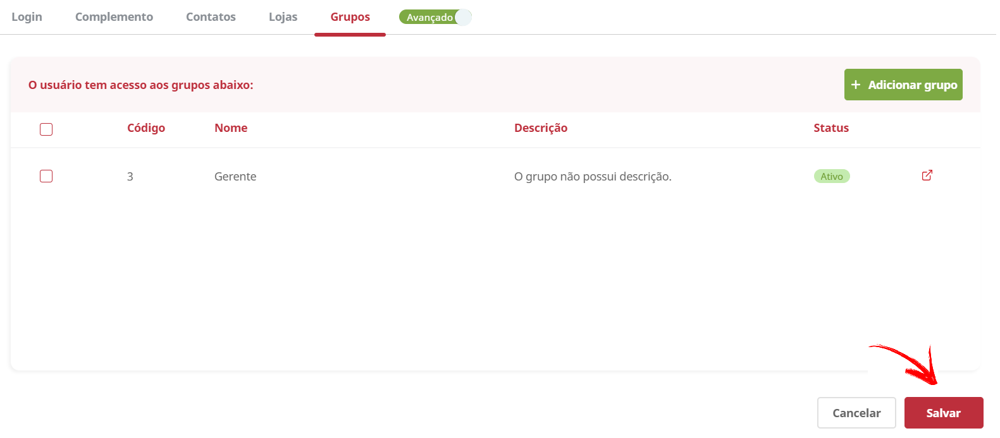 Login Complemento Contatos Lojas Grupos Avançado
O usuário tem acesso aos grupos abaixo:
+ Adicionar grupo
Código Nome Descrição Status
3 Gerente O grupo não possui descrição. Ativo
Cancelar Salvar